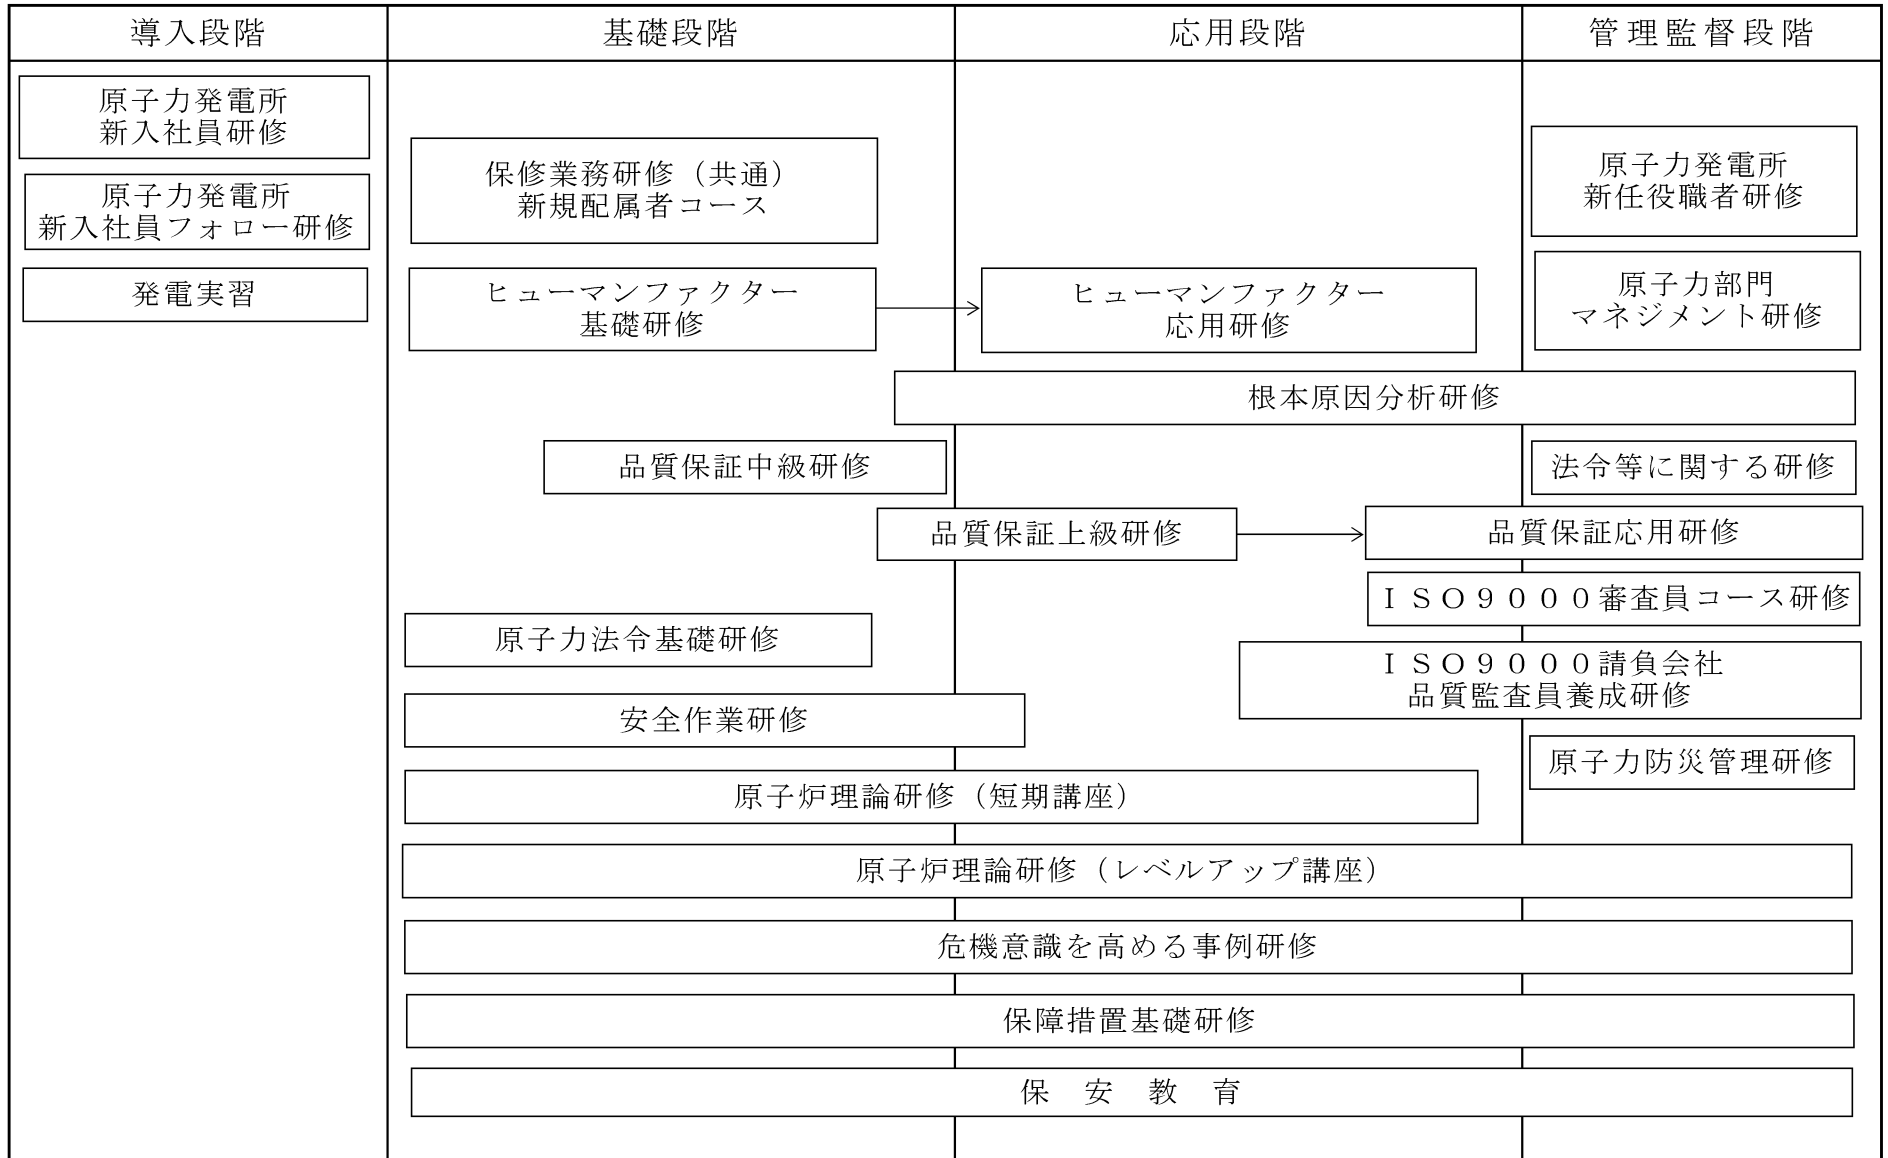 導入段階
基礎段階
応用段階
管理監督段階
原子力発電所
新入社員研修
原子力発電所
新入社員フォロー研修
発電実習
保修業務研修（共通）
新規配属者コース
原子力発電所
新任役職者研修
ヒューマンファクター
基礎研修
ヒューマンファクター
応用研修
原子力部門
マネジメント研修
根本原因分析研修
品質保証中級研修
法令等に関する研修
品質保証上級研修
品質保証応用研修
ＩＳＯ９０００審査員コース研修
原子力法令基礎研修
ＩＳＯ９０００請負会社
品質監査員養成研修
安全作業研修
原子力防災管理研修
原子炉理論研修（短期講座）
原子炉理論研修（レベルアップ講座）
危機意識を高める事例研修
保障措置基礎研修
保　安　教　育